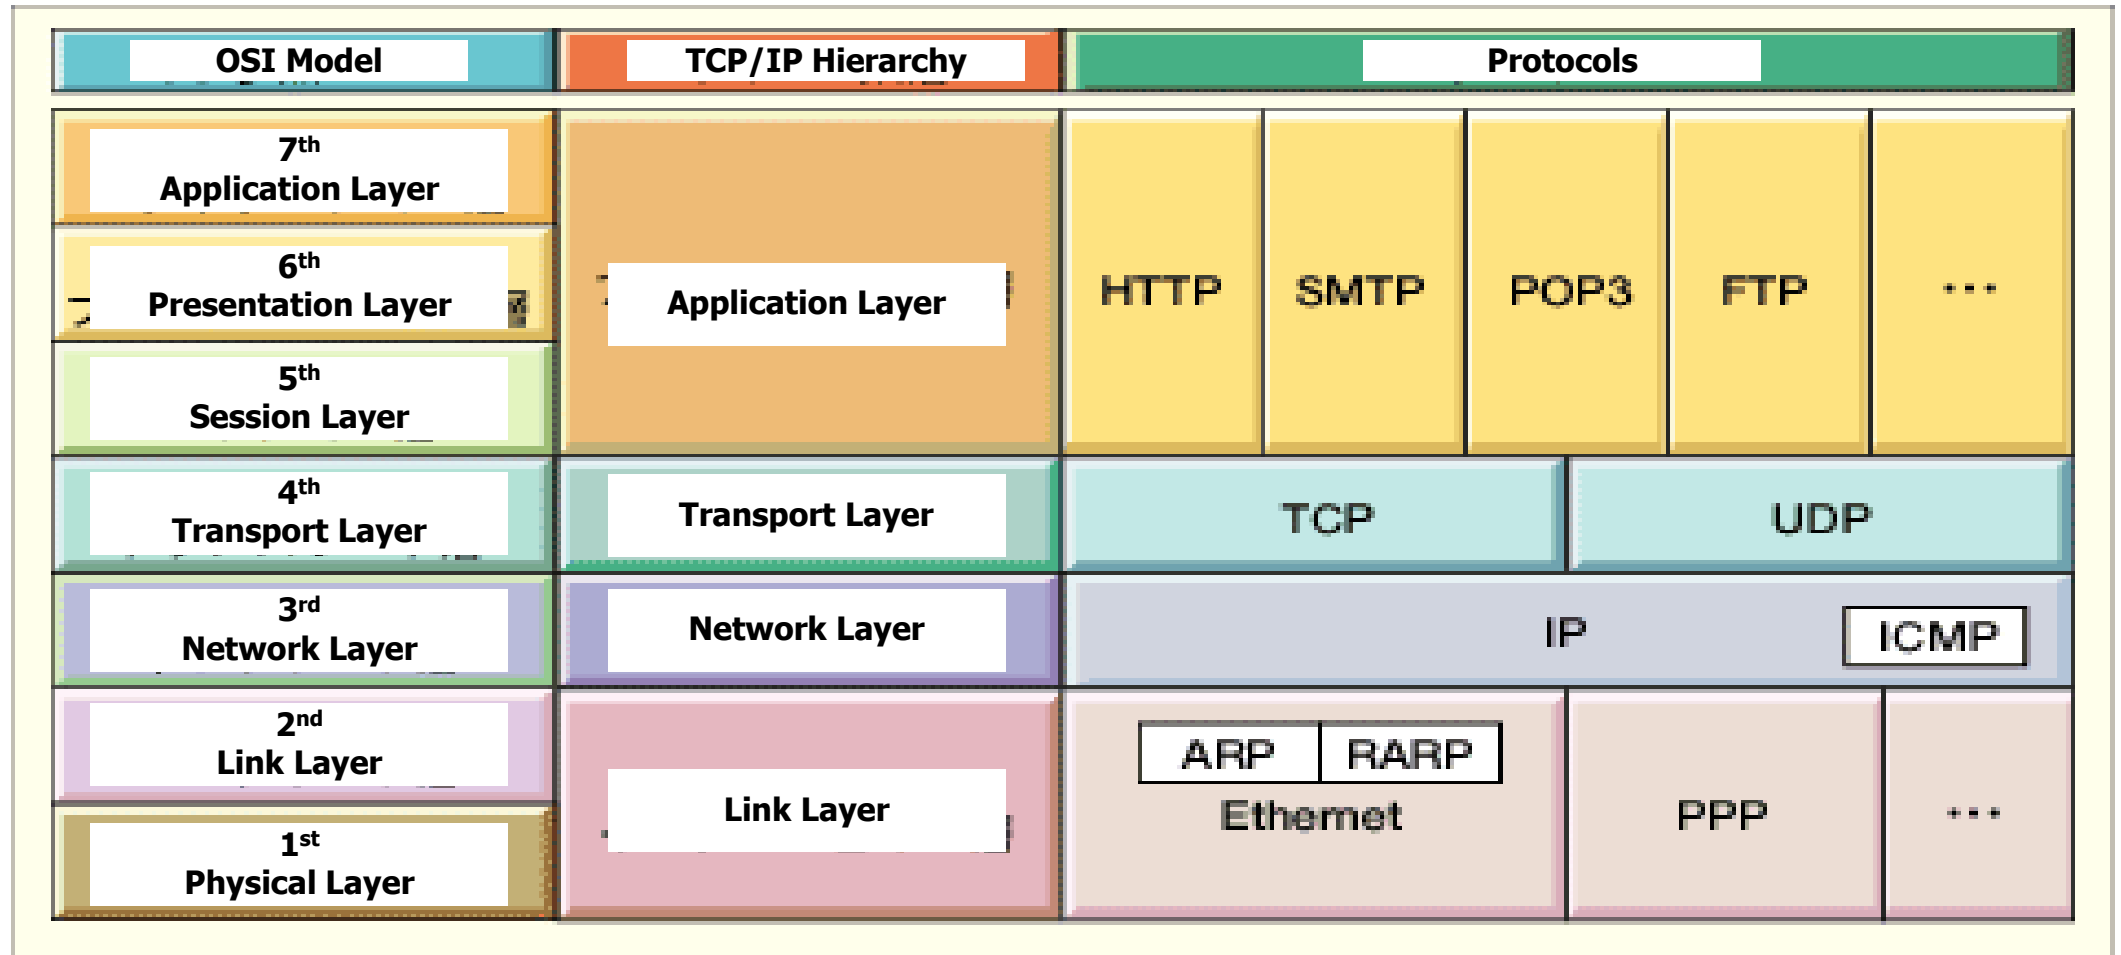 OSI Model
TCP/IP Hierarchy
Protocols
7th
Application Layer
6th
Presentation Layer
5th
Session Layer
4th
Transport Layer
3rd
Network Layer
2nd
Link Layer
1st
Physical Layer
Application Layer
Transport Layer
Network Layer
Link Layer
HTTP
SMTP
POP3
FTP
...
TCP
UDP
IP
ICMP
ARP
RARP
Ethernet
PPP
...